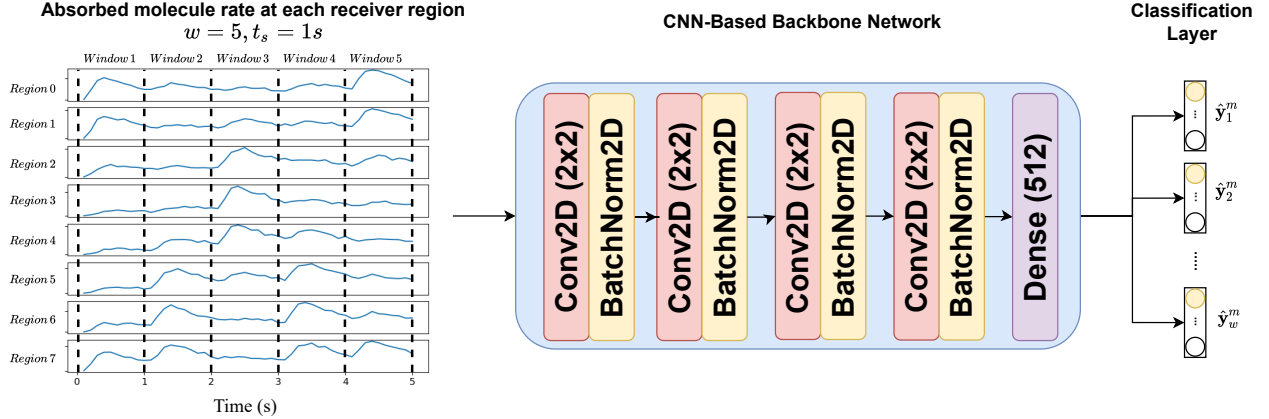 Absorbed molecule rate at each receiver region
w = 5, t_s = 1s
Window 1 Window 2 Window 3 Window 4 Window 5
Region 0
Region 1
Region 2
Region 3
Region 4
Region 5
Region 6
Region 7
0 1 2 3 4 5
Time (s)
CNN-Based Backbone Network
Conv2D (2x2)
BatchNorm2D
Conv2D (2x2)
BatchNorm2D
Conv2D (2x2)
BatchNorm2D
Conv2D (2x2)
BatchNorm2D
Dense (512)
Classification
Layer
...
ŷ_1^m
...
ŷ_2^m
......
...
ŷ_w^m